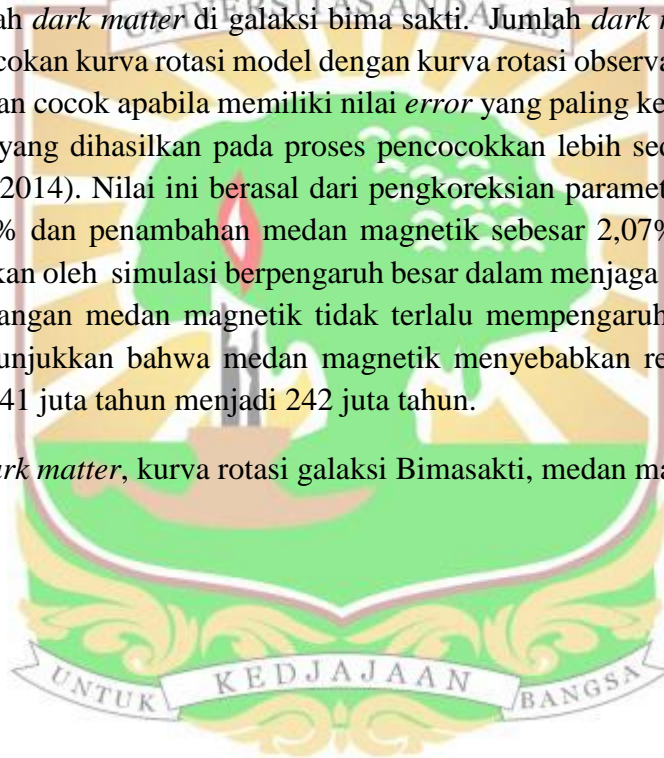 UNIVERSITAS ANDALAS
lah dark matter di galaksi bima sakti. Jumlah dark
cokan kurva rotasi model dengan kurva rotasi observa
an cocok apabila memiliki nilai error yang paling ke
yang dihasilkan pada proses pencocokkan lebih sed
2014). Nilai ini berasal dari pengkoreksian paramet
% dan penambahan medan magnetik sebesar 2,07%
kan oleh simulasi berpengaruh besar dalam menjaga
angan medan magnetik tidak terlalu mempengaruh
unjukkan bahwa medan magnetik menyebabkan re
41 juta tahun menjadi 242 juta tahun.
rk matter, kurva rotasi galaksi Bimasakti, medan ma
UNTUK KEDJAJAAN BANGSA